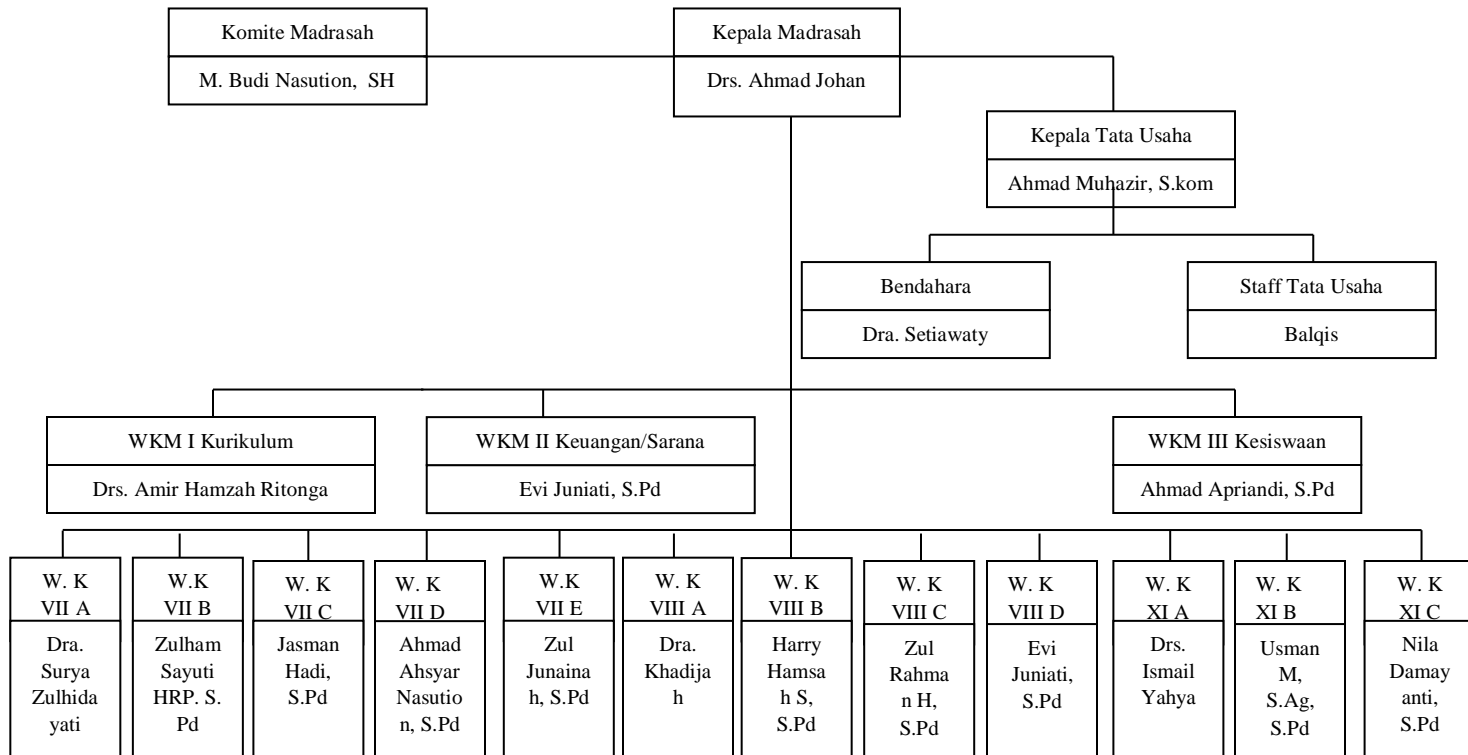 Komite Madrasah
M. Budi Nasution, SH
Kepala Madrasah
Drs. Ahmad Johan
Kepala Tata Usaha
Ahmad Muhazir, S.kom
Bendahara
Dra. Setiawaty
Staff Tata Usaha
Balqis
WKM I Kurikulum
Drs. Amir Hamzah Ritonga
WKM II Keuangan/Sarana
Evi Juniati, S.Pd
WKM III Kesiswaan
Ahmad Apriandi, S.Pd
W. K
VII A
Dra.
Surya
Zulhida
yati
W.K
VII B
Zulham
Sayuti
HRP. S.
Pd
W. K
VII C
Jasman
Hadi,
S.Pd
W. K
VII D
Ahmad
Ahsyar
Nasutio
n, S.Pd
W.K
VII E
Zul
Junaina
h, S.Pd
W. K
VIII A
Dra.
Khadija
h
W. K
VIII B
Harry
Hamsa
h S,
S.Pd
W. K
VIII C
Zul
Rahma
n H,
S.Pd
W. K
VIII D
Evi
Juniati,
S.Pd
W. K
XI A
Drs.
Ismail
Yahya
W. K
XI B
Usman
M,
S.Ag,
S.Pd
W. K
XI C
Nila
Damay
anti,
S.Pd